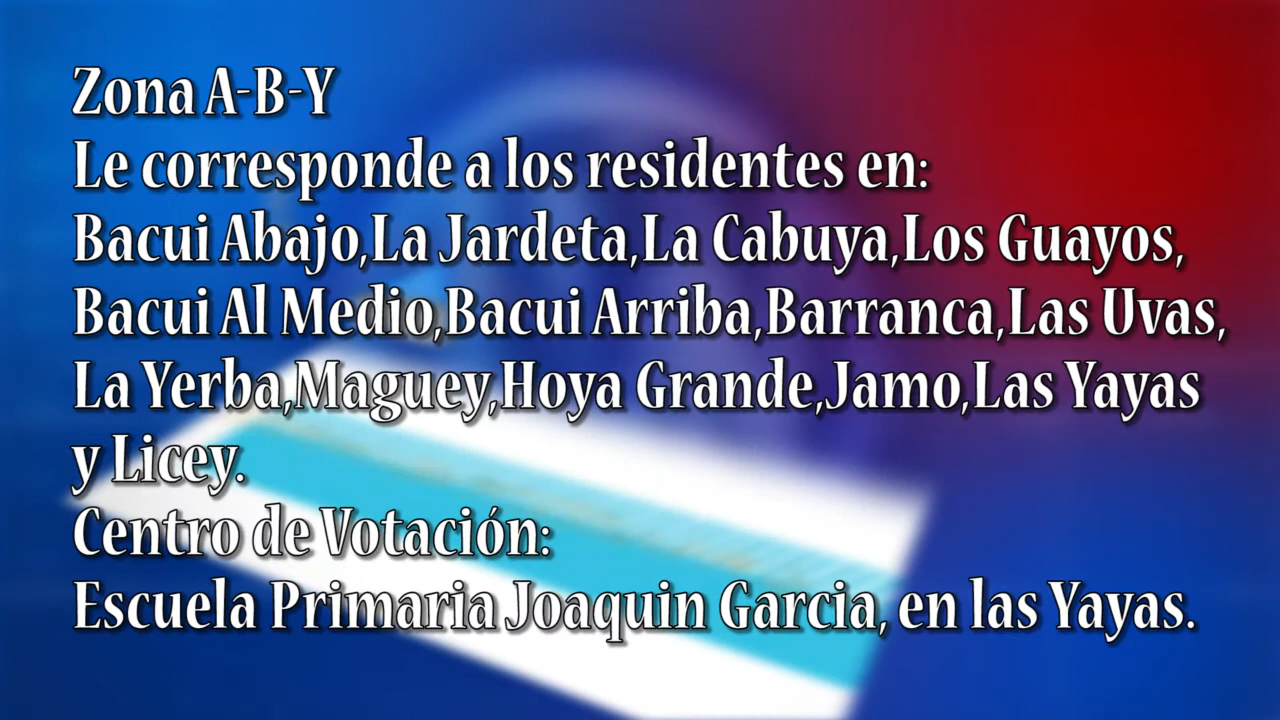 Zona A-B-Y
Le corresponde a los residentes en:
Bacui Abajo,La Jardeta,La Cabuya,Los Guayos,
Bacui Al Medio,Bacui Arriba,Barranca,Las Uvas,
La Yerba,Maguey,Hoya Grande,Jamo,Las Yayas
y Licey.
Centro de Votación:
Escuela Primaria Joaquin Garcia, en las Yayas.